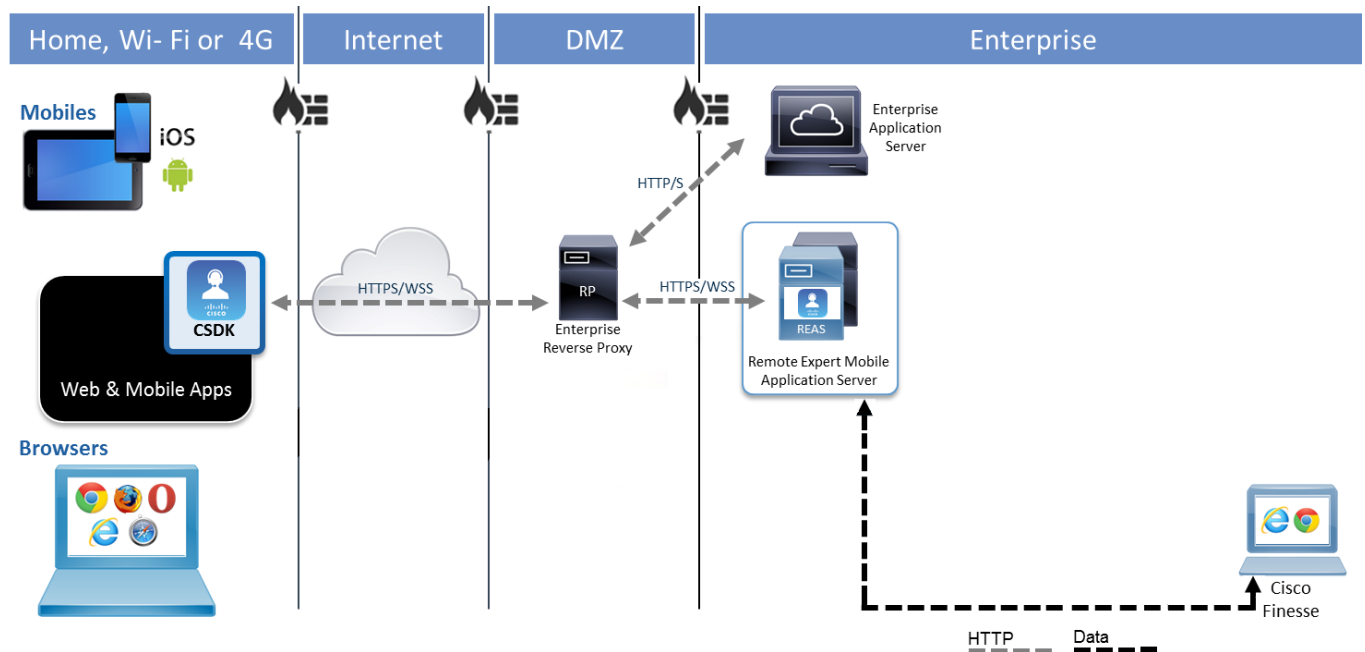 Home, Wi- Fi or 4G
Internet
DMZ
Enterprise
Mobiles
iOS
Enterprise
Application
Server
HTTP/S
CISCO
CSDK
Web & Mobile Apps
HTTPS/WSS
RP
Enterprise
Reverse Proxy
HTTPS/WSS
REAS
Remote Expert Mobile
Application Server
Browsers
Cisco
Finesse
HTTP
Data